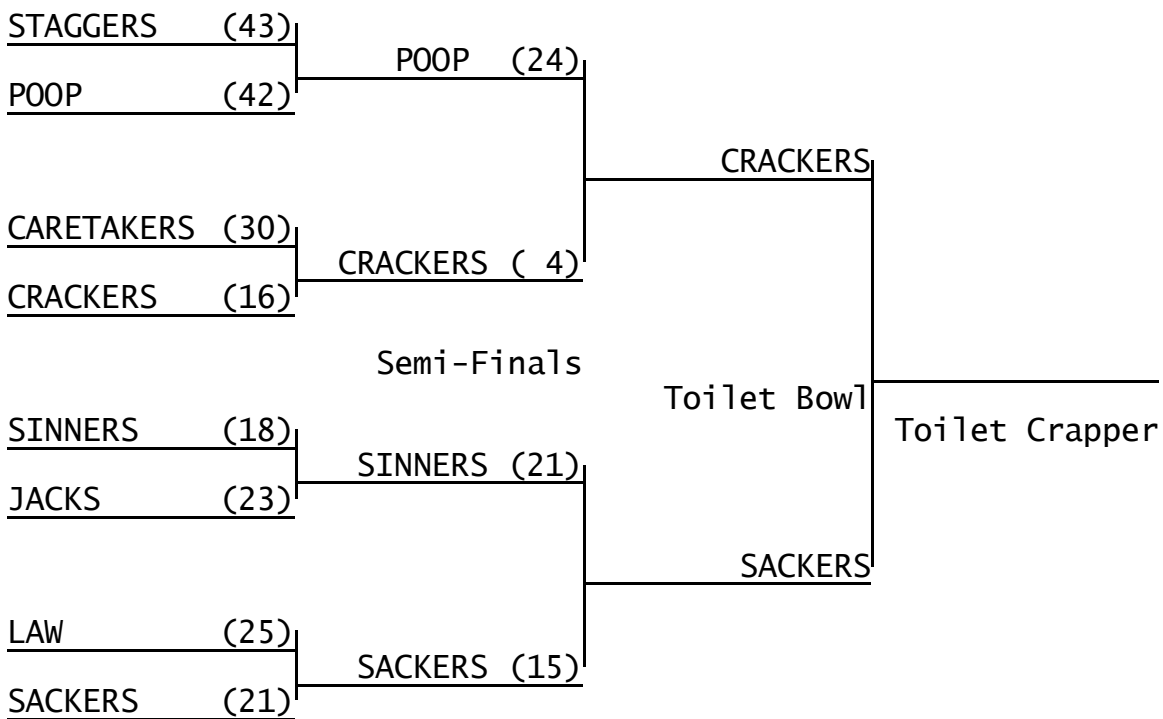 STAGGERS (43)
POOP (24)
POOP (42)
CRACKERS
CARETAKERS (30)
CRACKERS ( 4)
CRACKERS (16)
Semi-Finals
Toilet Bowl
SINNERS (18)
Toilet Crapper
SINNERS (21)
JACKS (23)
SACKERS
LAW (25)
SACKERS (15)
SACKERS (21)